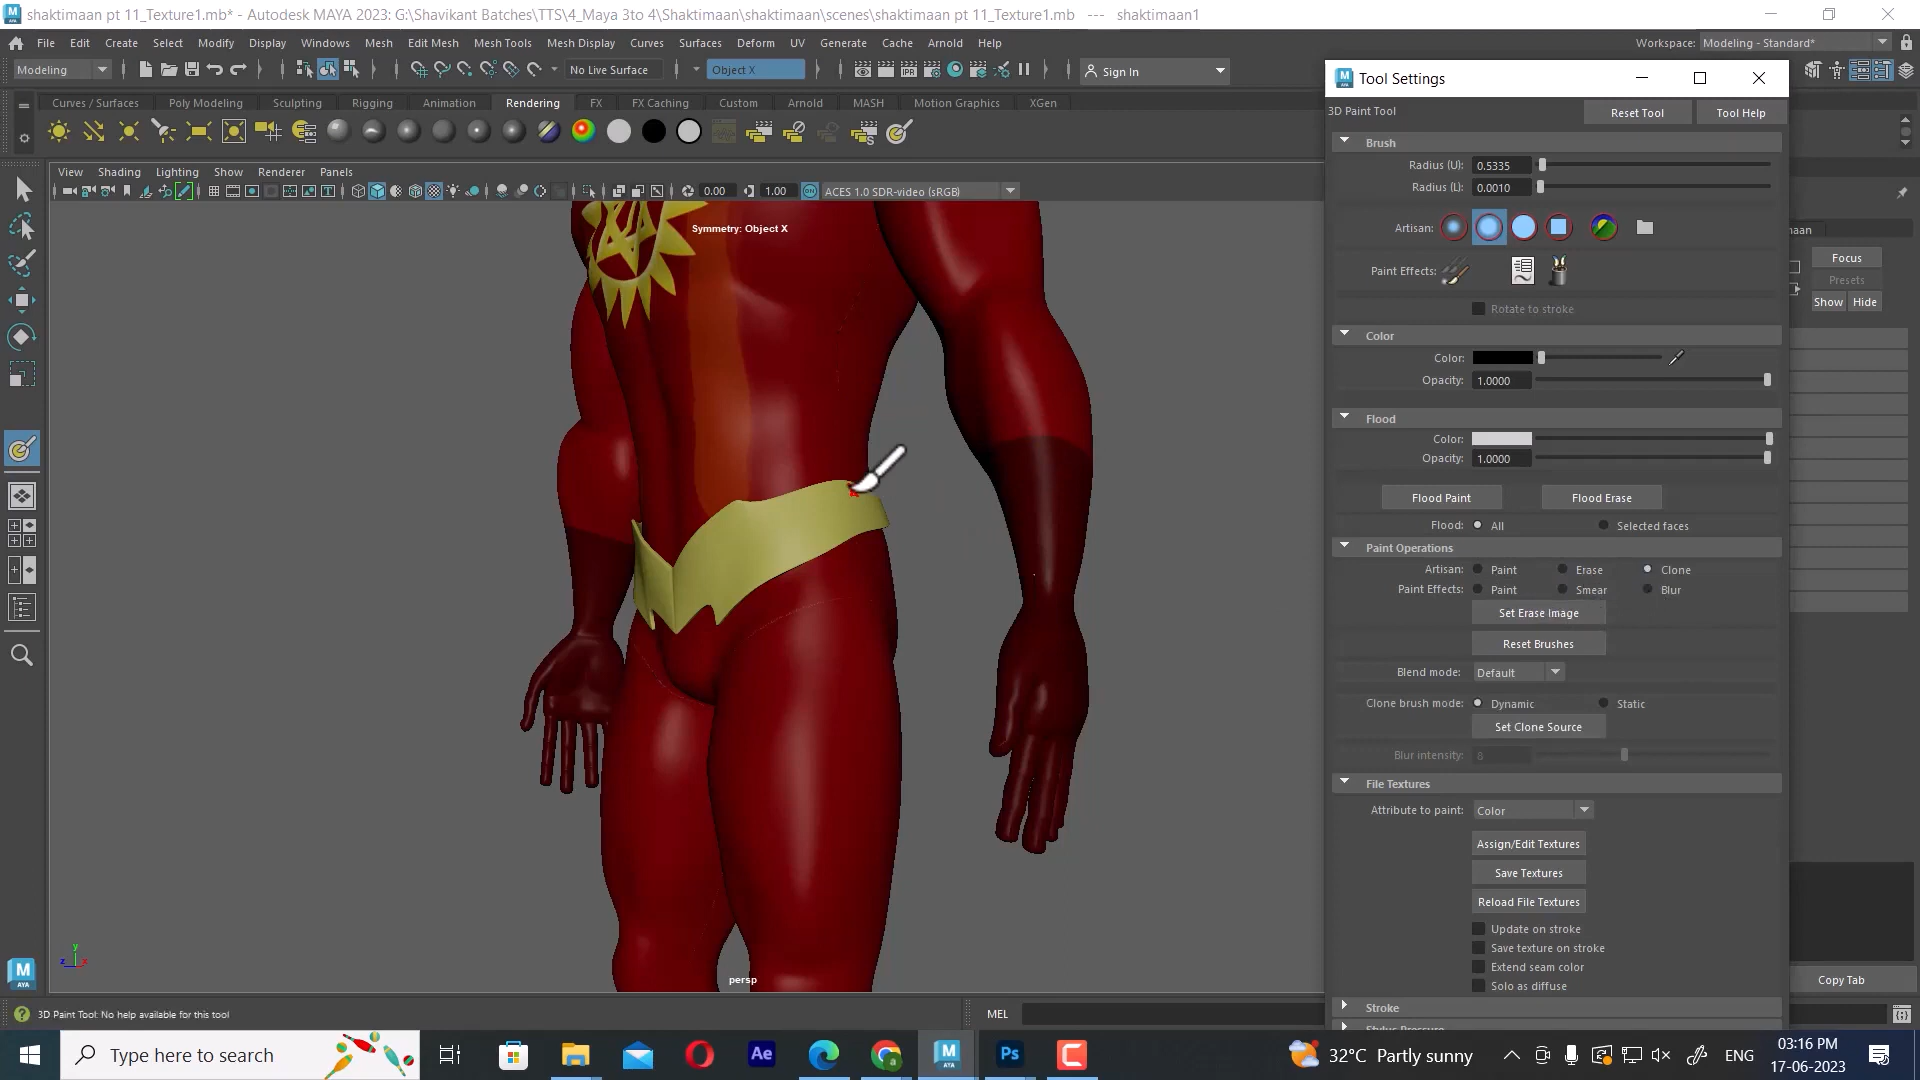 shaktimaan pt 11_Texture1.mb* - Autodesk MAYA 2023: G:\Shavikant Batches\TTS\4_Maya 3to 4\Shaktimaan\shaktimaan\scenes\shaktimaan pt 11_Texture1.mb --- shaktimaan1
File Edit Create Select Modify Display Windows Mesh Edit Mesh Mesh Tools Mesh Display Curves Surfaces Deform UV Generate Cache Arnold Help
Workspace: Modeling - Standard*
Modeling
No Live Surface
Object X
Sign In
Curves / Surfaces Poly Modeling Sculpting Rigging Animation Rendering FX FX Caching Custom Arnold MASH Motion Graphics XGen
View Shading Lighting Show Renderer Panels
0.00 1.00 ACES 1.0 SDR-video (sRGB)
Symmetry: Object X
persp
Tool Settings
3D Paint Tool
Reset Tool
Tool Help
Brush
Radius (U): 0.5335
Radius (L): 0.0010
Artisan:
Paint Effects:
Rotate to stroke
Color
Color:
Opacity: 1.0000
Flood
Color:
Opacity: 1.0000
Flood Paint
Flood Erase
Flood: All Selected faces
Paint Operations
Artisan: Paint Erase Clone
Paint Effects: Paint Smear Blur
Set Erase Image
Reset Brushes
Blend mode: Default
Clone brush mode: Dynamic Static
Set Clone Source
Blur intensity: 8
File Textures
Attribute to paint: Color
Assign/Edit Textures
Save Textures
Reload File Textures
Update on stroke
Save texture on stroke
Extend seam color
Solo as diffuse
Stroke
maan
Focus
Presets
Show Hide
Copy Tab
3D Paint Tool: No help available for this tool
MEL
Type here to search
32°C Partly sunny
ENG
03:16 PM
17-06-2023